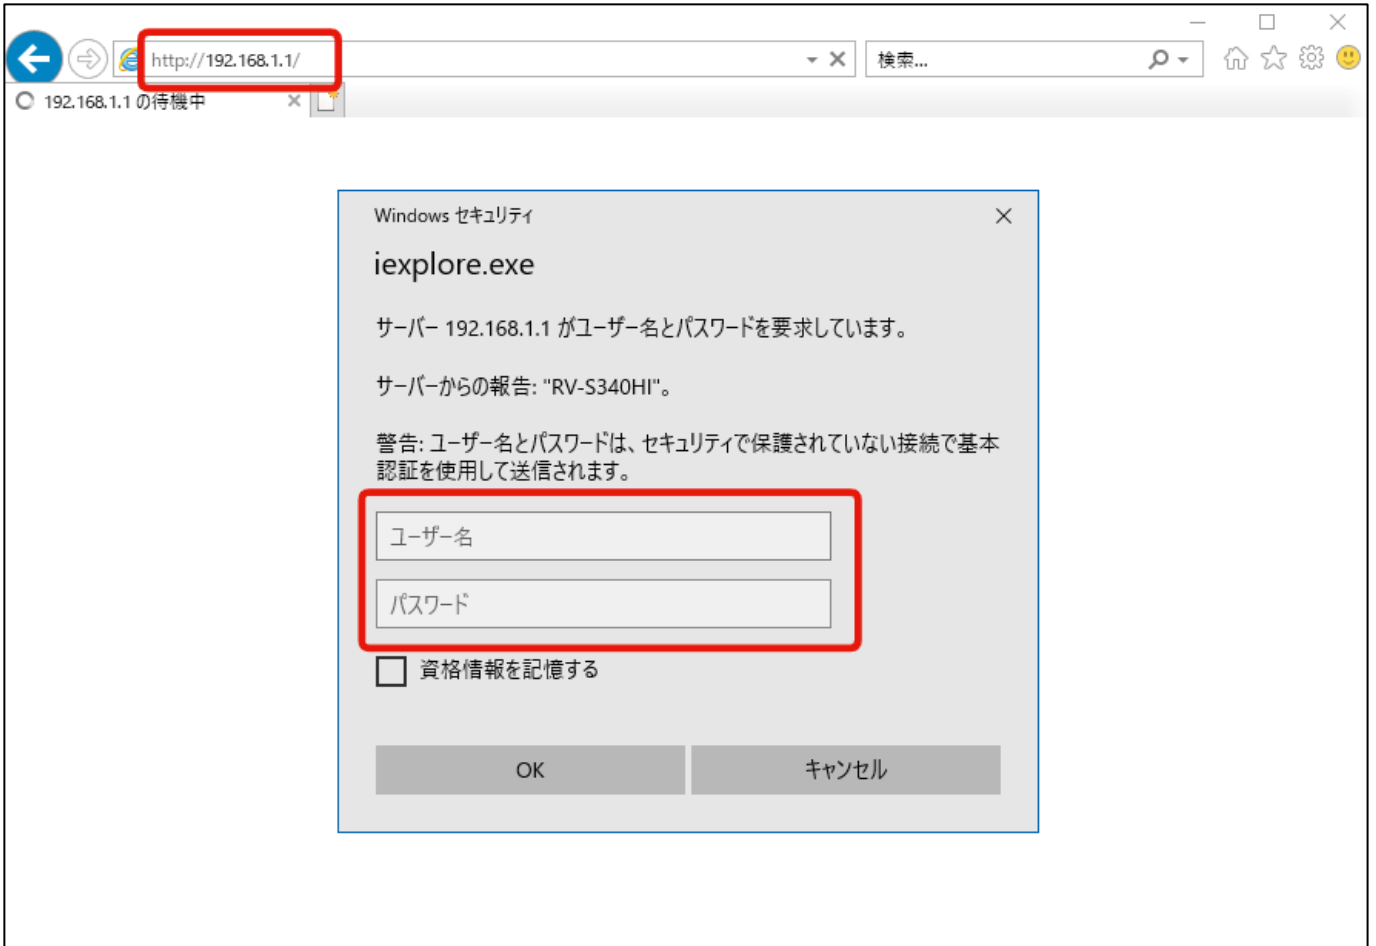 http://192.168.1.1/
検索...
192.168.1.1 の待機中
Windows セキュリティ
iexplore.exe
サーバー 192.168.1.1 がユーザー名とパスワードを要求しています。
サーバーからの報告: "RV-S340HI"。
警告: ユーザー名とパスワードは、セキュリティで保護されていない接続で基本
認証を使用して送信されます。
ユーザー名
パスワード
資格情報を記憶する
OK
キャンセル